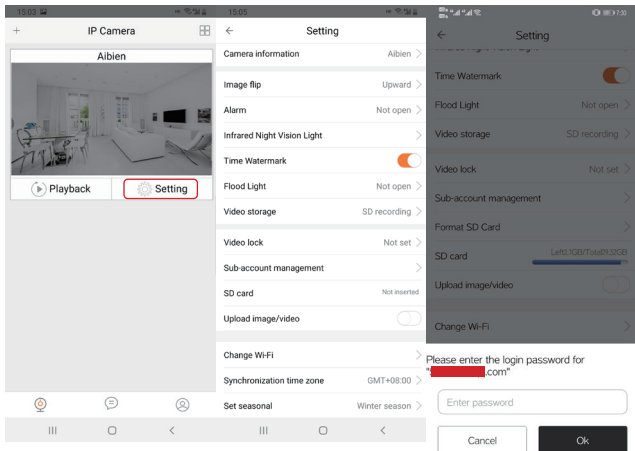 15:03
IP Camera
Aibien
Playback
Setting
15:05
Setting
Camera information
Aibien
Image flip
Upward
Alarm
Not open
Infrared Night Vision Light
Time Watermark
Flood Light
Not open
Video storage
SD recording
Video lock
Not set
Sub-account management
SD card
Not inserted
Upload image/video
Change Wi-Fi
Synchronization time zone
GMT+08:00
Set seasonal
Winter season
7:30
Setting
Time Watermark
Flood Light
Not open
Video storage
SD recording
Video lock
Not set
Sub-account management
Format SD Card
SD card
Upload image/video
Change Wi-Fi
Please enter the login password for
.com"
Enter password
Cancel
Ok